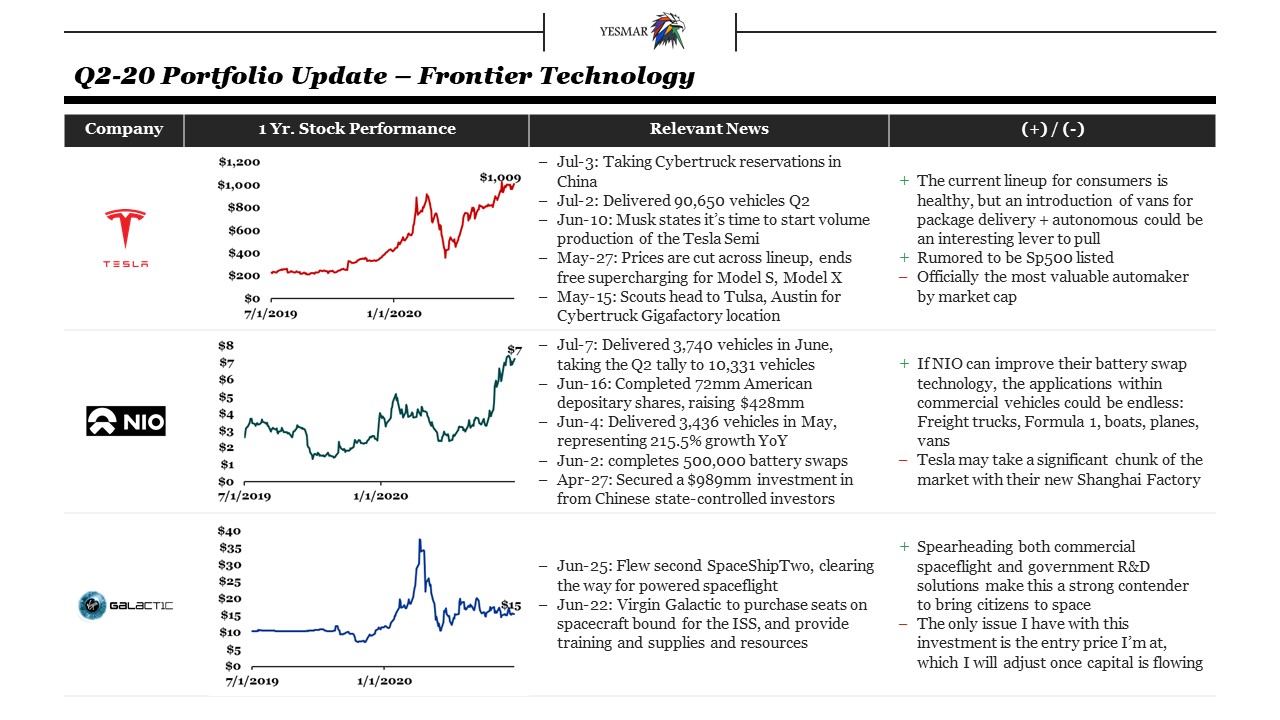 YESMAR
Q2-20 Portfolio Update – Frontier Technology
Company
1 Yr. Stock Performance
Relevant News
(+) / (-)
TESLA
$1,200
$1,000
$800
$600
$400
$200
$0
$1,009
7/1/2019
1/1/2020
– Jul-3: Taking Cybertruck reservations in
China
– Jul-2: Delivered 90,650 vehicles Q2
– Jun-10: Musk states it's time to start volume
production of the Tesla Semi
– May-27: Prices are cut across lineup, ends
free supercharging for Model S, Model X
– May-15: Scouts head to Tulsa, Austin for
Cybertruck Gigafactory location
+ The current lineup for consumers is
healthy, but an introduction of vans for
package delivery + autonomous could be
an interesting lever to pull
+ Rumored to be Sp500 listed
– Officially the most valuable automaker
by market cap
NIO
$8
$7
$6
$5
$4
$3
$2
$1
$0
$7
7/1/2019
1/1/2020
– Jul-7: Delivered 3,740 vehicles in June,
taking the Q2 tally to 10,331 vehicles
– Jun-16: Completed 72mm American
depositary shares, raising $428mm
– Jun-4: Delivered 3,436 vehicles in May,
representing 215.5% growth YoY
– Jun-2: completes 500,000 battery swaps
– Apr-27: Secured a $989mm investment in
from Chinese state-controlled investors
+ If NIO can improve their battery swap
technology, the applications within
commercial vehicles could be endless:
Freight trucks, Formula 1, boats, planes,
vans
– Tesla may take a significant chunk of the
market with their new Shanghai Factory
Virgin GALACTIC
$40
$35
$30
$25
$20
$15
$10
$5
$0
$15
7/1/2019
1/1/2020
– Jun-25: Flew second SpaceShipTwo, clearing
the way for powered spaceflight
– Jun-22: Virgin Galactic to purchase seats on
spacecraft bound for the ISS, and provide
training and supplies and resources
+ Spearheading both commercial
spaceflight and government R&D
solutions make this a strong contender
to bring citizens to space
– The only issue I have with this
investment is the entry price I'm at,
which I will adjust once capital is flowing